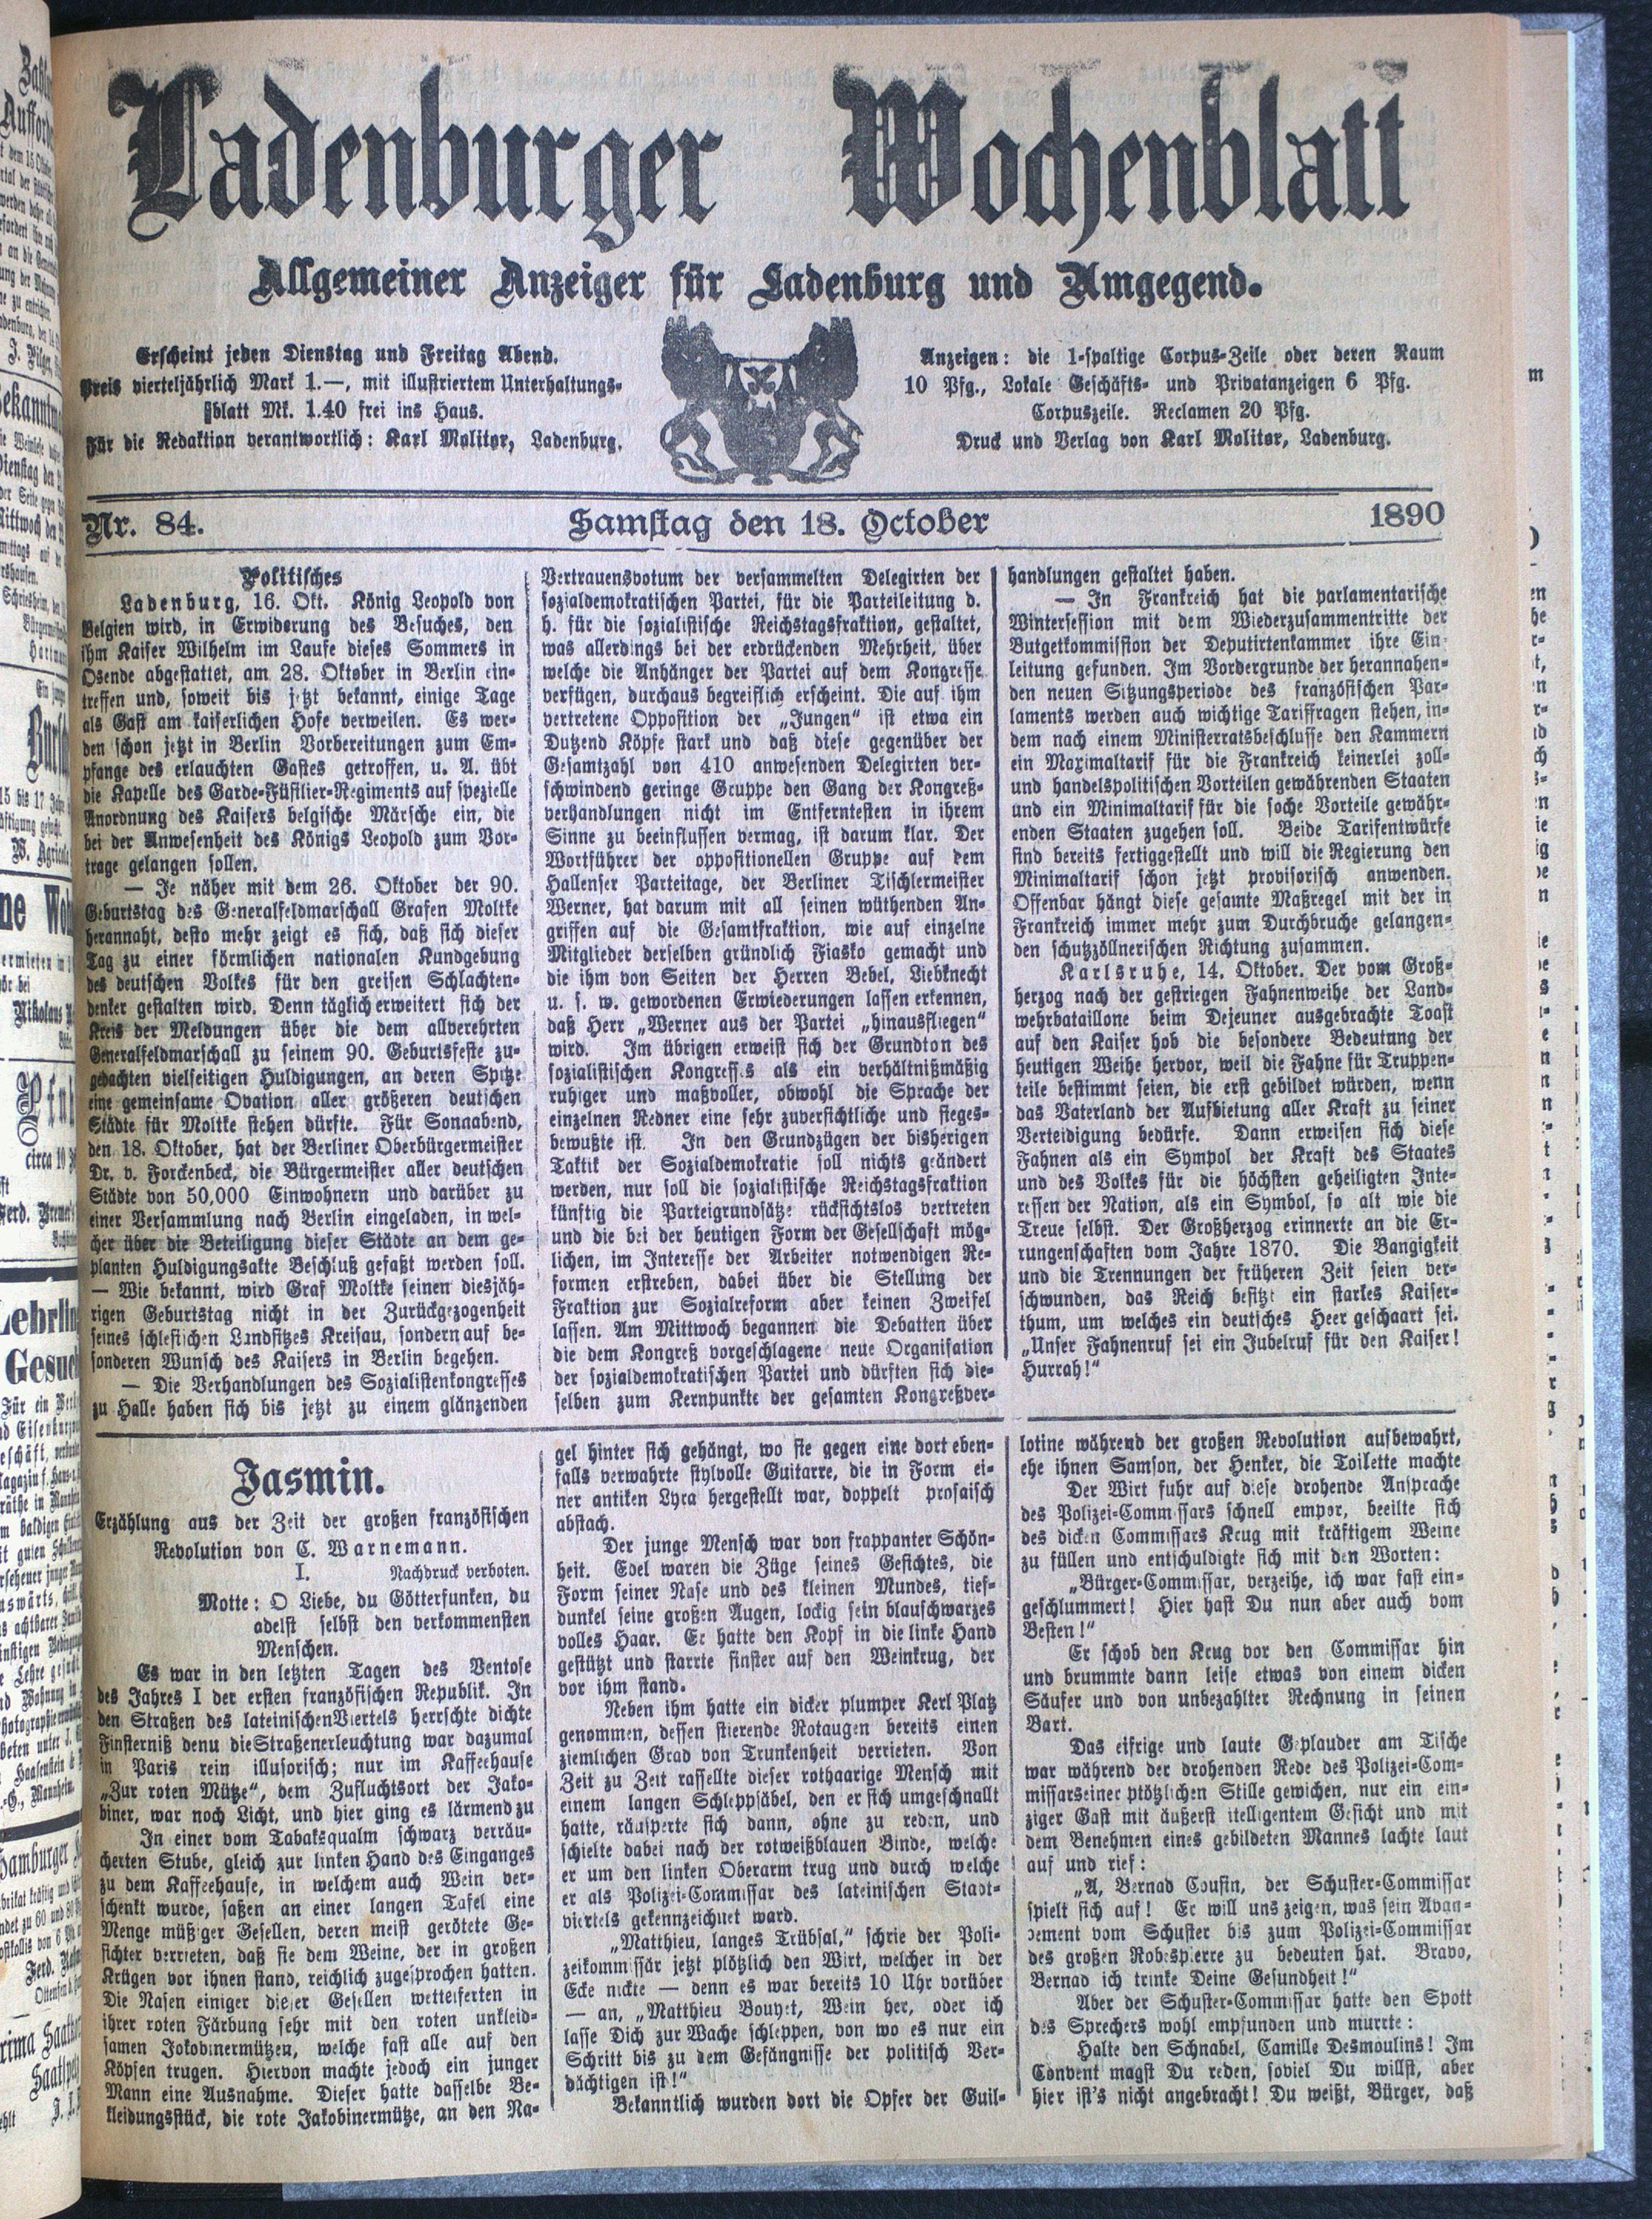 Ladenburger Wochenblatt
Allgemeiner Anzeiger für Ladenburg und Umgegend.
Erscheint jeden Dienstag und Freitag Abend.
Preis vierteljährlich Mark 1.—, mit illustriertem Unterhaltungs-
blatt Mk. 1.40 frei ins Haus.
Für die Redaktion verantwortlich: Karl Molitor, Ladenburg.
Anzeigen: die 1-spaltige Corpus-Zeile oder deren Raum
10 Pfg., Lokale Geschäfts- und Privatanzeigen 6 Pfg.
Corpuszeile. Reclamen 20 Pfg.
Druck und Verlag von Karl Molitor, Ladenburg.
Nr. 84. Samstag den 18. October 1890
Politisches
Ladenburg, 16. Okt. König Leopold von
Belgien wird, in Erwiderung des Besuches, den
ihm Kaiser Wilhelm im Laufe dieses Sommers in
Osende abgestattet, am 28. Oktober in Berlin ein-
treffen und, soweit bis jetzt bekannt, einige Tage
als Gast am kaiserlichen Hofe verweilen. Es wer-
den schon jetzt in Berlin Vorbereitungen zum Em-
pfange des erlauchten Gastes getroffen, u. A. übt
die Kapelle des Garde-Füsilier-Regiments auf spezielle
Anordnung des Kaisers belgische Märsche ein, die
bei der Anwesenheit des Königs Leopold zum Vor-
trage gelangen sollen.
— Je näher mit dem 26. Oktober der 90.
Geburtstag des Generalfeldmarschall Grafen Moltke
herannaht, desto mehr zeigt es sich, daß sich dieser
Tag zu einer förmlichen nationalen Kundgebung
des deutschen Volkes für den greisen Schlachten-
denker gestalten wird. Denn täglich erweitert sich der
Kreis der Meldungen über die dem allverehrten
Generalfeldmarschall zu seinem 90. Geburtsfeste zu-
gedachten vielseitigen Huldigungen, an deren Spitze
eine gemeinsame Ovation aller größeren deutschen
Städte für Moltke stehen dürfte. Für Sonnabend,
den 18. Oktober, hat der Berliner Oberbürgermeister
Dr. v. Forckenbeck, die Bürgermeister aller deutschen
Städte von 50,000 Einwohnern und darüber zu
einer Versammlung nach Berlin eingeladen, in wel-
cher über die Beteiligung dieser Städte an dem ge-
planten Huldigungsakte Beschluß gefaßt werden soll.
— Wie bekannt, wird Graf Moltke seinen diesjäh-
rigen Geburtstag nicht in der Zurückgezogenheit
seines schlesischen Landsitzes Kreisau, sondern auf be-
sonderen Wunsch des Kaisers in Berlin begehen.
— Die Verhandlungen des Sozialistenkongresses
zu Halle haben sich bis jetzt zu einem glänzenden
Vertrauensvotum der versammelten Delegirten der
sozialdemokratischen Partei, für die Parteileitung d.
h. für die sozialistische Reichstagsfraktion, gestaltet,
was allerdings bei der erdrückenden Mehrheit, über
welche die Anhänger der Partei auf dem Kongresse
verfügen, durchaus begreiflich erscheint. Die auf ihm
vertretene Opposition der „Jungen“ ist etwa ein
Dutzend Köpfe stark und daß diese gegenüber der
Gesamtzahl von 410 anwesenden Delegirten ver-
schwindend geringe Gruppe den Gang der Kongreß-
verhandlungen nicht im Entferntesten in ihrem
Sinne zu beeinflussen vermag, ist darum klar. Der
Wortführer der oppositionellen Gruppe auf dem
Hallenser Parteitage, der Berliner Tischlermeister
Werner, hat darum mit all seinen wüthenden An-
griffen auf die Gesamtfraktion, wie auf einzelne
Mitglieder derselben gründlich Fiasko gemacht und
die ihm von Seiten der Herren Bebel, Liebknecht
u. s. w. gewordenen Erwiederungen lassen erkennen,
daß Herr „Werner aus der Partei „hinausfliegen“
wird. Im übrigen erweist sich der Grundton des
sozialistischen Kongresses als ein verhältnißmäßig
ruhiger und maßvoller, obwohl die Sprache der
einzelnen Redner eine sehr zuversichtliche und sieges-
bewußte ist. In den Grundzügen der bisherigen
Taktik der Sozialdemokratie soll nichts geändert
werden, nur soll die sozialistische Reichstagsfraktion
künftig die Parteigrundsätze rücksichtslos vertreten
und die bei der heutigen Form der Gesellschaft mög-
lichen, im Interesse der Arbeiter notwendigen Re-
formen erstreben, dabei über die Stellung der
Fraktion zur Sozialreform aber keinen Zweifel
lassen. Am Mittwoch begannen die Debatten über
die dem Kongreß vorgeschlagene neue Organisation
der sozialdemokratischen Partei und dürften sich die-
selben zum Kernpunkte der gesamten Kongreßver-
handlungen gestaltet haben.
— In Frankreich hat die parlamentarische
Wintersession mit dem Wiederzusammentritte der
Butgetkommission der Deputirtenkammer ihre Ein-
leitung gefunden. Im Vordergrunde der herannahen-
den neuen Sitzungsperiode des französischen Par-
laments werden auch wichtige Tariffragen stehen, in-
dem nach einem Ministerratsbeschlusse den Kammern
ein Maximaltarif für die Frankreich keinerlei zoll-
und handelspolitischen Vorteilen gewährenden Staaten
und ein Minimaltarif für die soche Vorteile gewähr-
enden Staaten zugehen soll. Beide Tarifentwürfe
sind bereits fertiggestellt und will die Regierung den
Minimaltarif schon jetzt provisorisch anwenden.
Offenbar hängt diese gesamte Maßregel mit der in
Frankreich immer mehr zum Durchbruche gelangen-
den schutzzöllnerischen Richtung zusammen.
Karlsruhe, 14. Oktober. Der vom Groß-
herzog nach der gestriegen Fahnenweihe der Land-
wehrbataillone beim Dejeuner ausgebrachte Toast
auf den Kaiser hob die besondere Bedeutung der
heutigen Weihe hervor, weil die Fahne für Truppen-
teile bestimmt seien, die erst gebildet würden, wenn
das Vaterland der Aufbietung aller Kraft zu seiner
Verteidigung bedürfe. Dann erweisen sich diese
Fahnen als ein Sympol der Kraft des Staates
und des Volkes für die höchsten geheiligten Inte-
ressen der Nation, als ein Symbol, so alt wie die
Treue selbst. Der Großherzog erinnerte an die Er-
rungenschaften vom Jahre 1870. Die Bangigkeit
und die Trennungen der früheren Zeit seien ver-
schwunden, das Reich besitzt ein starkes Kaiser-
thum, um welches ein deutsches Heer geschaart sei.
„Unser Fahnenruf sei ein Jubelruf für den Kaiser!
Hurrah!“
Jasmin.
Erzählung aus der Zeit der großen französischen
Revolution von C. Warnemann.
I. Nachdruck verboten.
Motte: O Liebe, du Götterfunken, du
adelst selbst den verkommensten
Menschen.
Es war in den letzten Tagen des Ventose
des Jahres I der ersten französischen Republik. In
den Straßen des lateinischen Viertels herrschte dichte
Finsterniß denu die Straßenerleuchtung war dazumal
in Paris rein illusorisch; nur im Kaffeehause
„Zur roten Mütze“, dem Zufluchtsort der Jako-
biner, war noch Licht, und hier ging es lärmend zu
In einer vom Tabaksqualm schwarz verräu-
cherten Stube, gleich zur linken Hand des Einganges
zu dem Kaffeehause, in welchem auch Wein ver-
schenkt wurde, saßen an einer langen Tafel eine
Menge müßiger Gesellen, deren meist gerötete Ge-
sichter verrieten, daß sie dem Weine, der in großen
Krügen vor ihnen stand, reichlich zugesprochen hatten.
Die Nasen einiger dieser Gesellen wetteiferten in
ihrer roten Färbung sehr mit den roten unkleid-
samen Jokobinermützen, welche fast alle auf den
Köpfen trugen. Hiervon machte jedoch ein junger
Mann eine Ausnahme. Dieser hatte dasselbe Be-
kleidungsstück, die rote Jakobinermütze, an den Na-
gel hinter sich gehängt, wo sie gegen eine dort eben-
falls verwahrte stylvolle Guitarre, die in Form ei-
ner antiken Lyra hergestellt war, doppelt prosaisch
abstach.
Der junge Mensch war von frappanter Schön-
heit. Edel waren die Züge seines Gesichtes, die
Form seiner Nase und des kleinen Mundes, tief-
dunkel seine großen Augen, lockig sein blauschwarzes
volles Haar. Er hatte den Kopf in die linke Hand
gestützt und starrte finster auf den Weinkrug, der
vor ihm stand.
Neben ihm hatte ein dicker plumper Kerl Platz
genommen, dessen stierende Rotaugen bereits einen
ziemlichen Grad von Trunkenheit verrieten. Von
Zeit zu Zeit rassellte dieser rothaarige Mensch mit
einem langen Schleppsäbel, den er sich umgeschnallt
hatte, räusperte sich dann, ohne zu reden, und
schielte dabei nach der rotweißblauen Binde, welche
er um den linken Oberarm trug und durch welche
er als Polizei-Commissar des lateinischen Stadt-
viertels gekennzeichnet ward.
„Matthieu, langes Trübsal,“ schrie der Poli-
zeikommissär jetzt plötzlich den Wirt, welcher in der
Ecke nickte — denn es war bereits 10 Uhr vorüber
— an, „Matthieu Bouyet, Wein her, oder ich
lasse Dich zur Wache schleppen, von wo es nur ein
Schritt bis zu dem Gefängnisse der politisch Ver-
dächtigen ist!“
Bekanntlich wurden dort die Opfer der Guil-
lotine während der großen Revolution aufbewahrt,
ehe ihnen Samson, der Henker, die Toilette machte
Der Wirt fuhr auf diese drohende Ansprache
des Polizei-Commissars schnell empor, beeilte sich
des dicken Commissars Krug mit kräftigem Weine
zu füllen und entschuldigte sich mit den Worten:
„Bürger-Commissar, verzeihe, ich war fast ein-
geschlummert! Hier hast Du nun aber auch vom
Besten!“
Er schob den Krug vor den Commissar hin
und brummte dann leise etwas von einem dicken
Säufer und von unbezahlter Rechnung in seinen
Bart.
Das eifrige und laute Geplauder am Tische
war während der drohenden Rede des Polizei-Com-
missars einer plötzlichen Stille gewichen, nur ein ein-
ziger Gast mit äußerst itelligentem Gesicht und mit
dem Benehmen eines gebildeten Mannes lachte laut
auf und rief:
„A, Bernad Cousin, der Schuster-Commissar
spielt sich auf! Er will uns zeigen, was sein Avan-
cement vom Schuster bis zum Polizei-Commissar
des großen Robespierre zu bedeuten hat. Bravo,
Bernad ich trinke Deine Gesundheit!“
Aber der Schuster-Commissar hatte den Spott
des Sprechers wohl empfunden und murrte:
Halte den Schnabel, Camille Desmoulins! Im
Convent magst Du reden, soviel Du willst, aber
hier ist's nicht angebracht! Du weißt, Bürger, daß